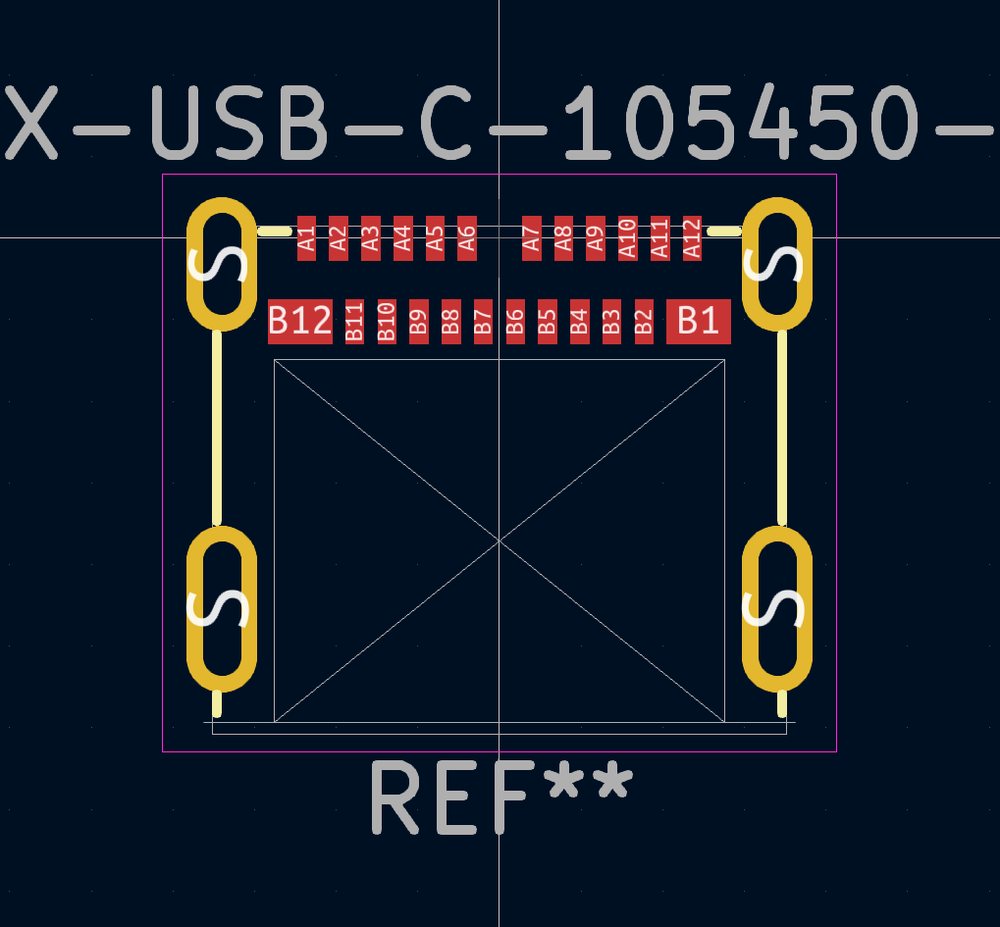 X-USB-C-105450-
S S
A1 A2 A3 A4 A5 A6 A7 A8 A9 A10 A11 A12
B12 B11 B10 B9 B8 B7 B6 B5 B4 B3 B2 B1
S S
REF**